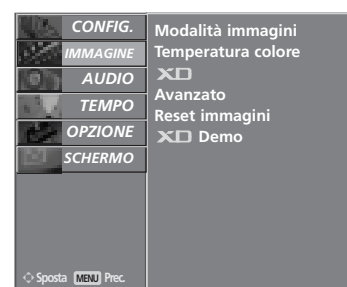 CONFIG.
IMMAGINE
AUDIO
TEMPO
OPZIONE
SCHERMO
Modalità immagini
Temperatura colore
XD
Avanzato
Reset immagini
XD Demo
Sposta MENU Prec.